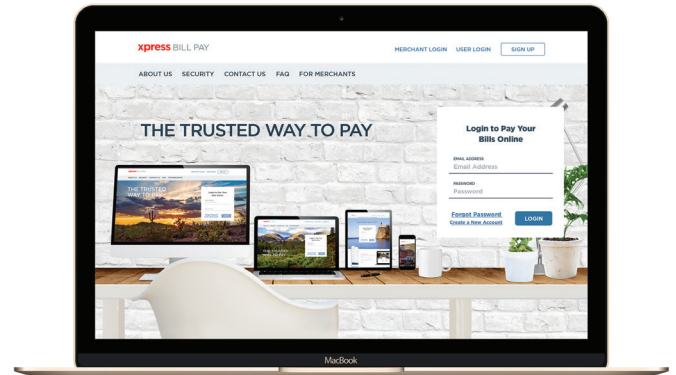 xpress BILL PAY
MERCHANT LOGIN USER LOGIN SIGN UP
ABOUT US SECURITY CONTACT US FAQ FOR MERCHANTS
THE TRUSTED WAY TO PAY
Login to Pay Your
Bills Online
EMAIL ADDRESS
Email Address
PASSWORD
Password
Forgot Password
Create a New Account
LOGIN
THE TRUSTED
WAY TO PAY
MacBook